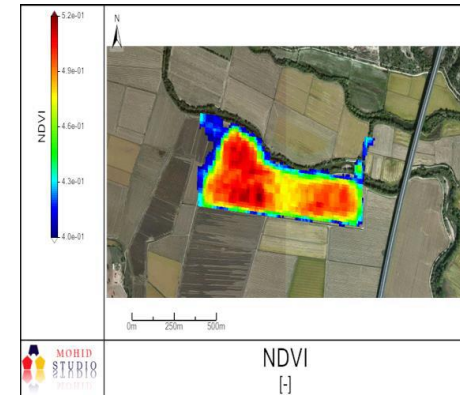 5.2e-01
4.9e-01
4.6e-01
4.3e-01
4.0e-01
NDVI
N
0m 250m 500m
MOHID
STUDIO
NDVI
[-]